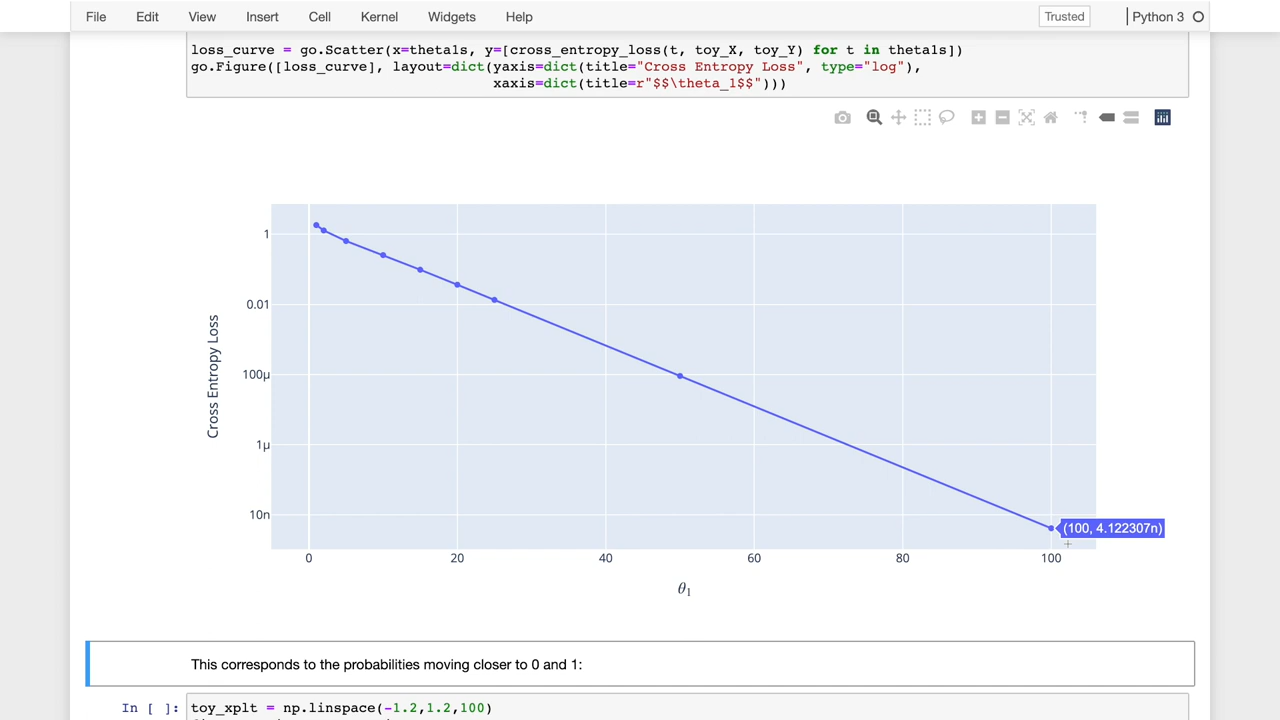 File Edit View Insert Cell Kernel Widgets Help Trusted Python 3
loss_curve = go.Scatter(x=theta1s, y=[cross_entropy_loss(t, toy_X, toy_Y) for t in theta1s])
go.Figure([loss_curve], layout=dict(yaxis=dict(title="Cross Entropy Loss", type="log"),
xaxis=dict(title=r"$$\theta_1$$")))
1
0.01
100µ
1µ
10n
Cross Entropy Loss
(100, 4.122307n)
0 20 40 60 80 100
θ1
This corresponds to the probabilities moving closer to 0 and 1:
In [ ]: toy_xplt = np.linspace(-1.2,1.2,100)